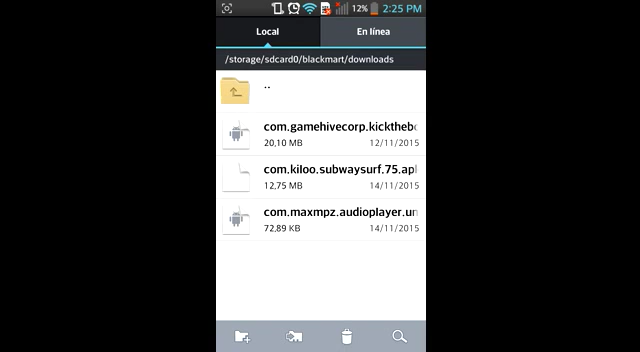 12% 2:25 PM
Local
En línea
/storage/sdcard0/blackmart/downloads
..
com.gamehivecorp.kicktheb
20,10 MB 12/11/2015
com.kiloo.subwaysurf.75.ap
12,75 MB 14/11/2015
com.maxmpz.audioplayer.un
72,89 KB 14/11/2015